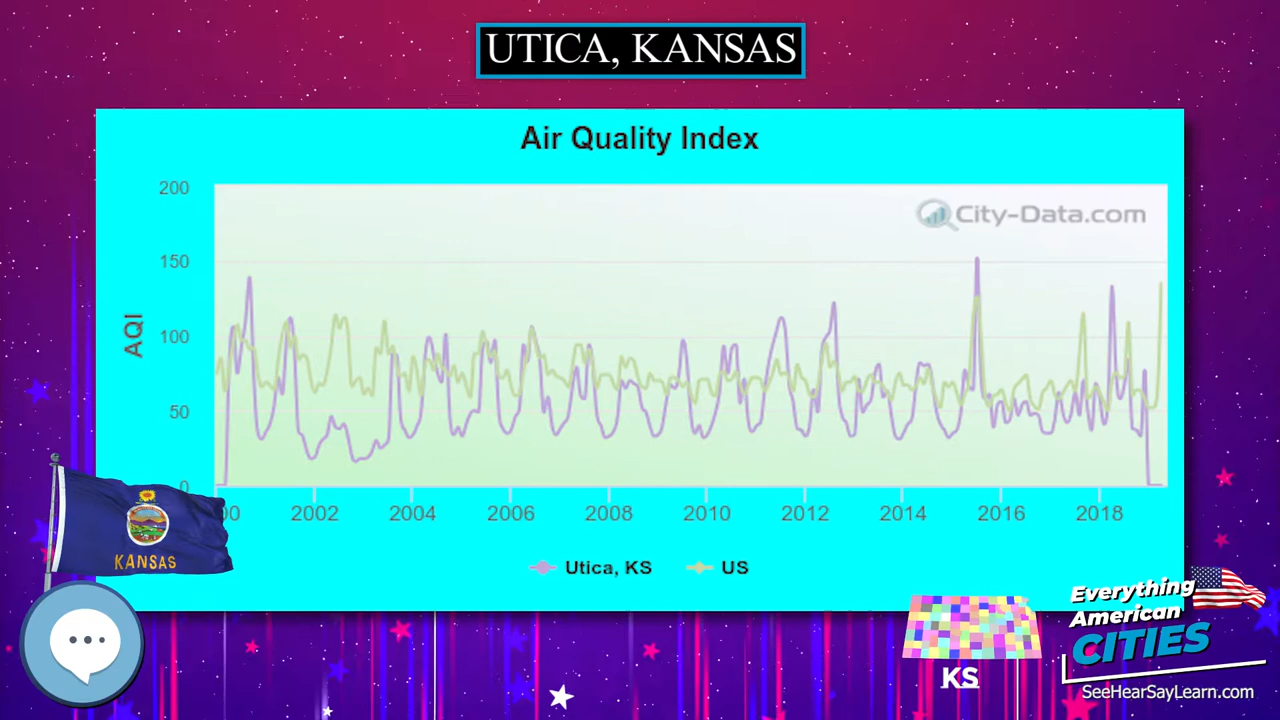 UTICA, KANSAS
Air Quality Index
City-Data.com
200
150
100
50
0
AQI
00
2002
2004
2006
2008
2010
2012
2014
2016
2018
Utica, KS
US
KANSAS
KS
Everything
American
CITIES
SeeHearSayLearn.com